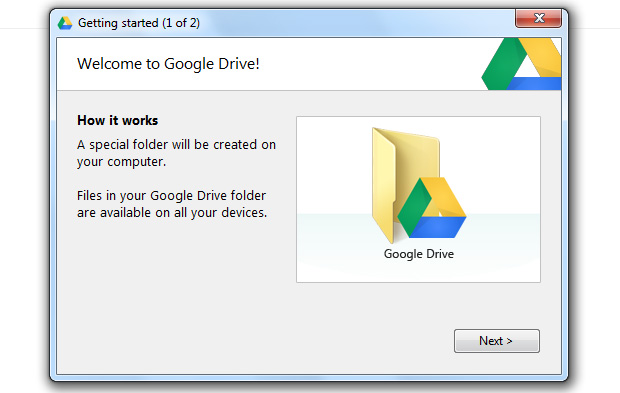 Getting started (1 of 2)
Welcome to Google Drive!
How it works
A special folder will be created on
your computer.
Files in your Google Drive folder
are available on all your devices.
Google Drive
Next >